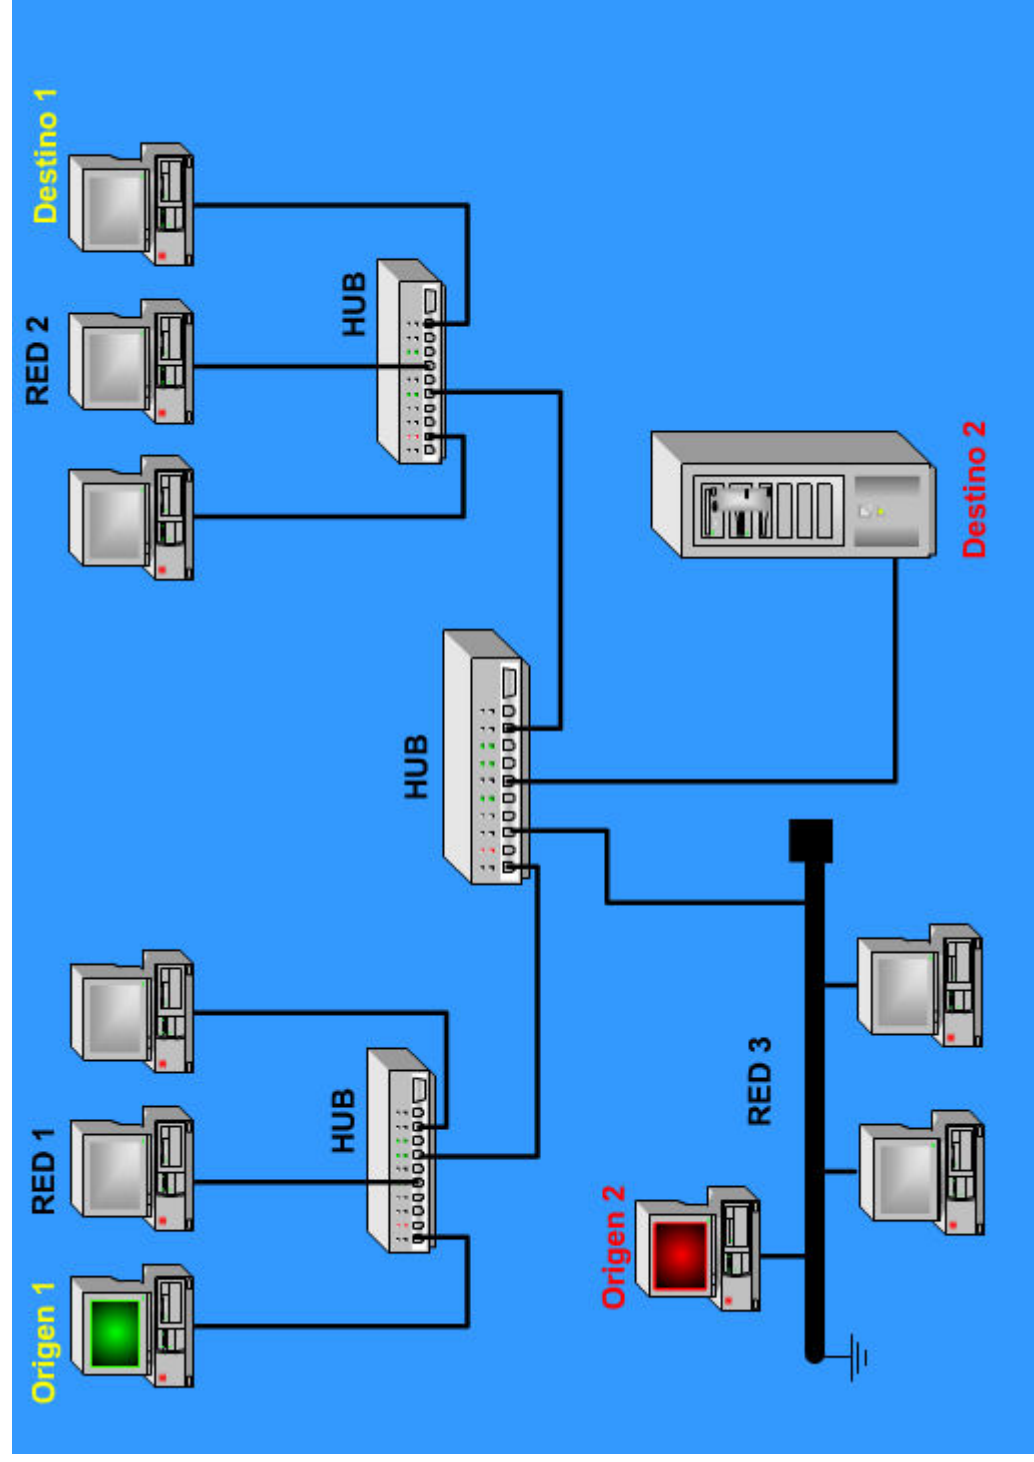 Origen 1
RED 1
RED 2
Destino 1
HUB
HUB
HUB
Origen 2
RED 3
Destino 2